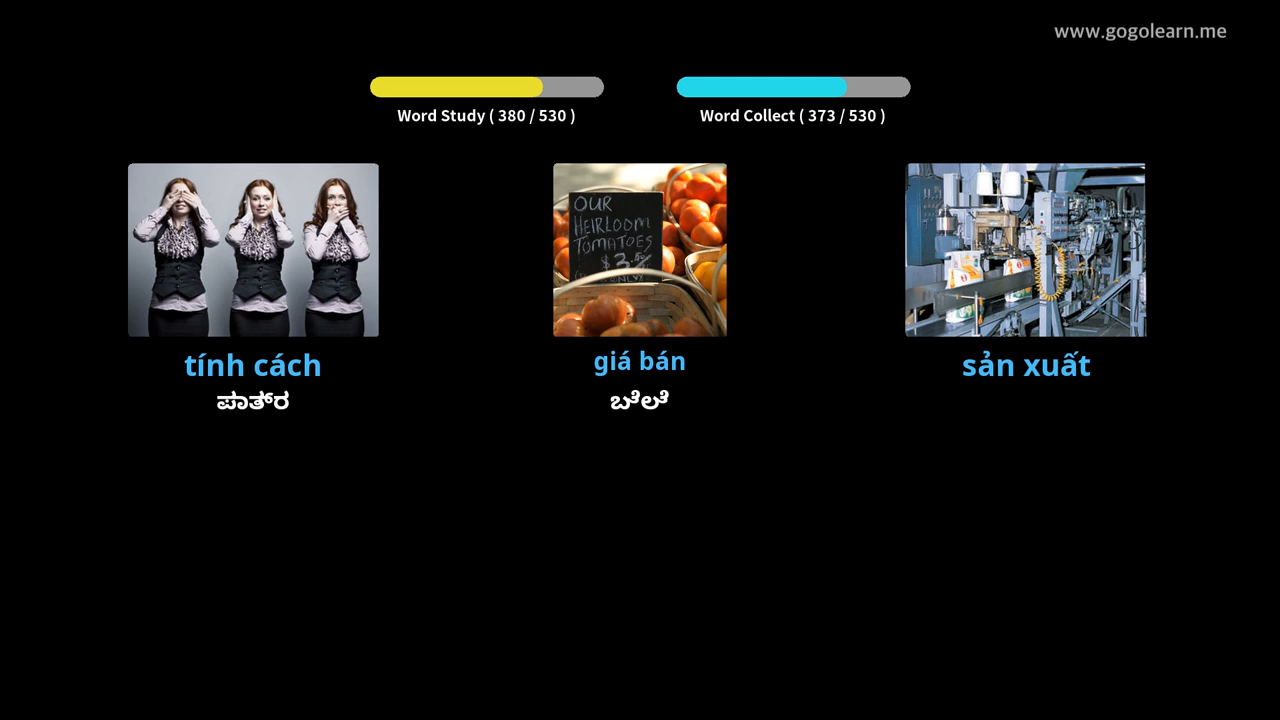 www.gogolearn.me
Word Study ( 380 / 530 )
Word Collect ( 373 / 530 )
OUR
HEIRLOOM
TOMATOES
tính cách
giá bán
sản xuất
ಪಾತ್ರ
ಬೆಲೆ